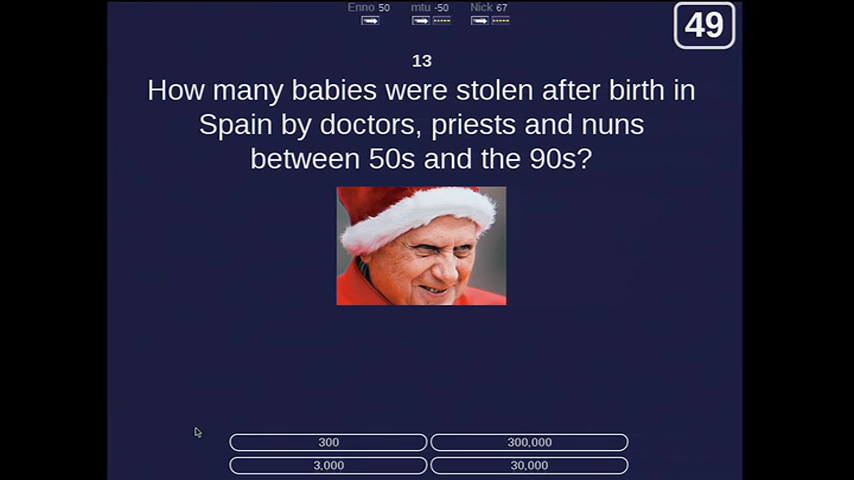 Enno 50 mtu -50 Nick 67
49
13
How many babies were stolen after birth in
Spain by doctors, priests and nuns
between 50s and the 90s?
300 300,000
3,000 30,000